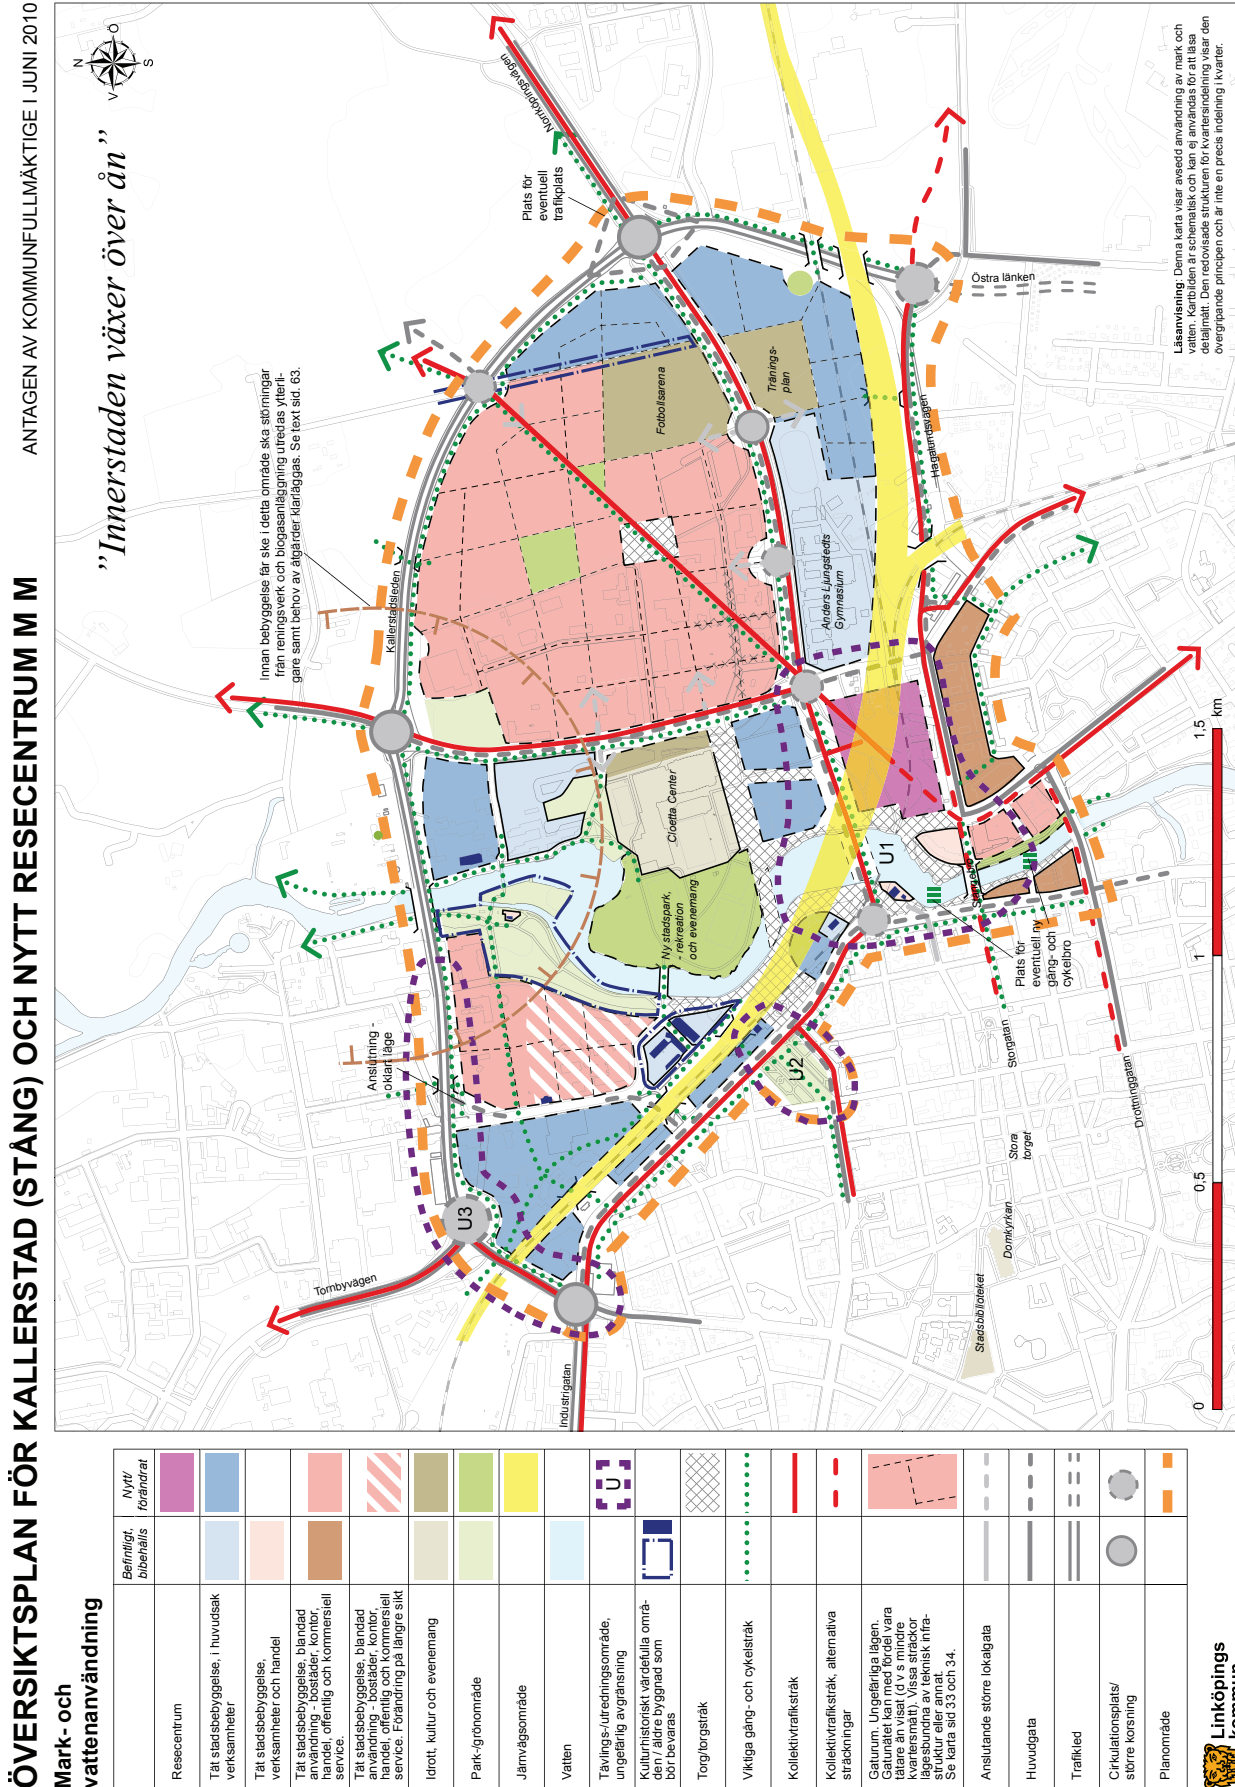 ÖVERSIKTSPLAN FÖR KALLERSTAD (STÅNG) OCH NYTT RESECENTRUM M M
ANTAGEN AV KOMMUNFULLMÄKTIGE I JUNI 2010
Mark- och
vattenanvändning
"Innerstaden växer över ån"
N
Ö
S
V
Befintligt,
bibehålls
Nytt/
förändrat
Resecentrum
Tät stadsbebyggelse, i huvudsak
verksamheter
Tät stadsbebyggelse,
verksamheter och handel
Tät stadsbebyggelse, blandad
användning - bostäder, kontor,
handel, offentlig och kommersiell
service.
Tät stadsbebyggelse, blandad
användning - bostäder, kontor,
handel, offentlig och kommersiell
service. Förändring på längre sikt
Idrott, kultur och evenemang
Park-/grönområde
Järnvägsområde
Vatten
Tävlings-/utredningsområde,
ungefärlig avgränsning
U
Kulturhistoriskt värdefulla områ-
den / äldre byggnad som
bör bevaras
Torg/torgstråk
Viktiga gång- och cykelstråk
Kollektivtrafikstråk
Kollektivtrafikstråk, alternativa
sträckningar
Gaturum. Ungefärliga lägen.
Gatunätet kan med fördel vara
tätare än visat (d v s mindre
kvartersmått). Vissa sträckor
lägesbundna av teknisk infra-
struktur eller annat.
Se karta sid 33 och 34.
Anslutande större lokalgata
Huvudgata
Trafikled
Cirkulationsplats/
större korsning
Planområde
Linköpings
kommun
Innan bebyggelse får ske i detta område ska störningar
från reningsverk och biogasanläggning utredas ytterli-
gare samt behov av åtgärder klarläggas. Se text sid. 63.
Plats för
eventuell
trafikplats
Norrköpingsvägen
Kallerstadsleden
Fotbollsarena
Tränings-
plan
Östra länken
Hagalundsvägen
Anders Ljungstedts
Gymnasium
Cloetta Center
Ny stadspark,
- rekreation
och evenemang
Anslutning -
oklart läge
U1
U2
U3
Stångebro
Plats för
eventuell ny
gång- och
cykelbro
Storgatan
Drottninggatan
Stora
torget
Domkyrkan
Stadsbiblioteket
Tornbyvägen
Industrigatan
0
0,5
1
1,5
km
Läsanvisning: Denna karta visar avsedd användning av mark och
vatten. Kartbilden är schematisk och kan ej användas för att läsa
detaljmått. Den redovisade strukturen för kvartersindelning visar den
övergripande principen och är inte en precis indelning i kvarter.